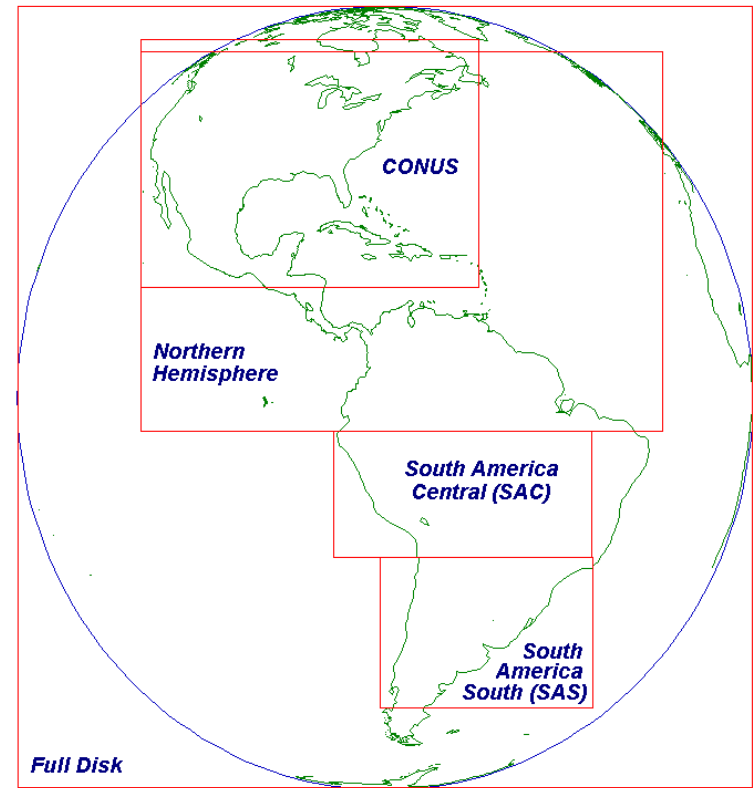 CONUS
Northern
Hemisphere
South America
Central (SAC)
South
America
South (SAS)
Full Disk